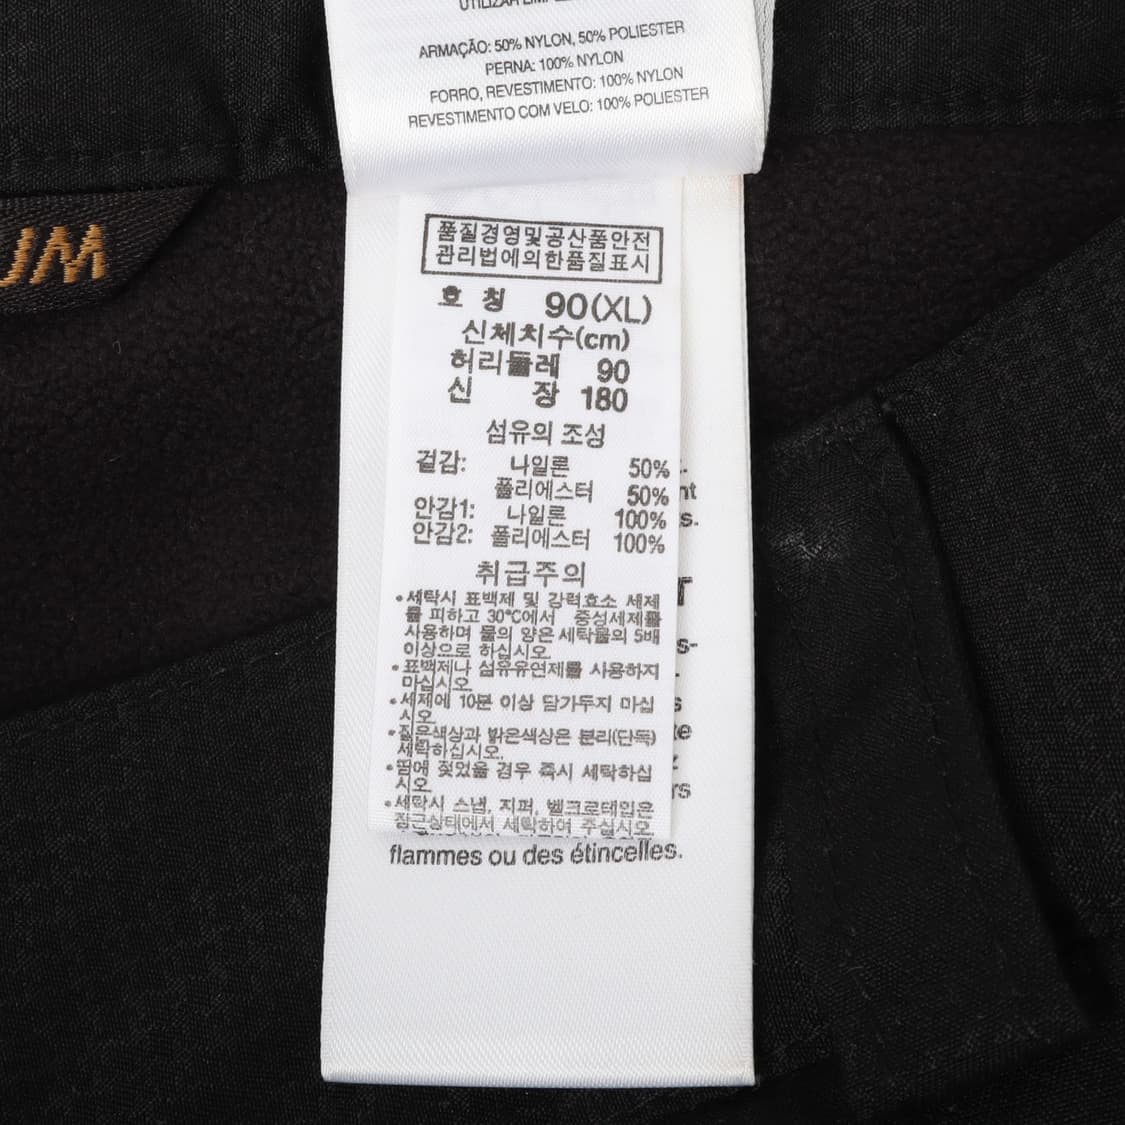 ARMAÇÃO: 50% NYLON, 50% POLIESTER
PERNA: 100% NYLON
FORRO, REVESTIMENTO: 100% NYLON
REVESTIMENTO COM VELO: 100% POLIESTER
UM
품질경영및공산품안전
관리법에의한품질표시
호 칭 90(XL)
신체치수(cm)
허리둘레 90
신 장 180
섬유의 조성
겉감: 나일론 50%
폴리에스터 50%
안감1: 나일론 100%
안감2: 폴리에스터 100%
취급주의
•세탁시 표백제 및 강력효소 세제
를 피하고 30℃에서 중성세제를
사용하며 물의 양은 세탁물의 5배
이상으로 하십시오.
•표백제나 섬유유연제를 사용하지
마십시오.
•세제에 10분 이상 담가두지 마십
시오.
•짙은색상과 밝은색상은 분리(단독)
세탁하십시오.
•땀에 젖었을 경우 즉시 세탁하십
시오.
•세탁시 스냅, 지퍼, 벨크로테입은
잠근상태에서 세탁하여 주십시오.
flammes ou des étincelles.